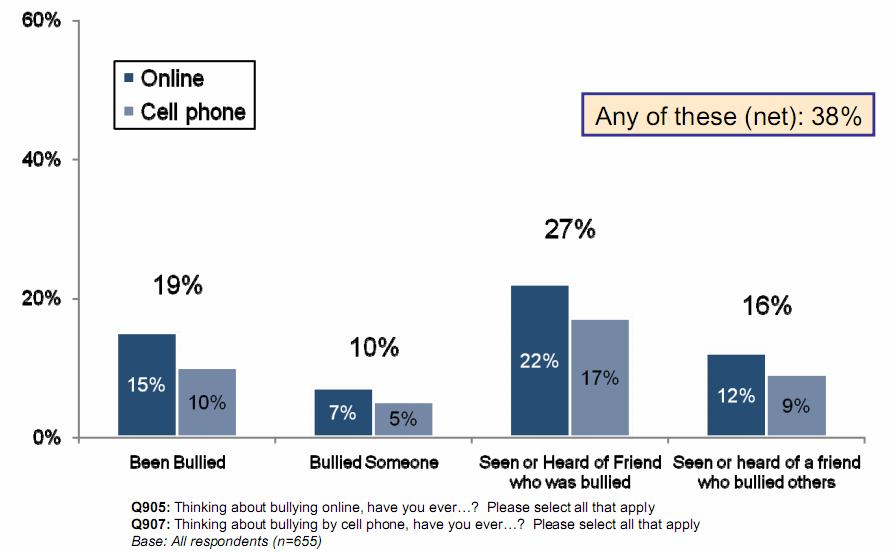 60%
Online
Cell phone
Any of these (net): 38%
40%
27%
19%
20%
16%
10%
22%
17%
15%
12%
10%
9%
7%
5%
0%
Been Bullied
Bullied Someone
Seen or Heard of Friend
who was bullied
Seen or heard of a friend
who bullied others
Q905: Thinking about bullying online, have you ever…? Please select all that apply
Q907: Thinking about bullying by cell phone, have you ever…? Please select all that apply
Base: All respondents (n=655)